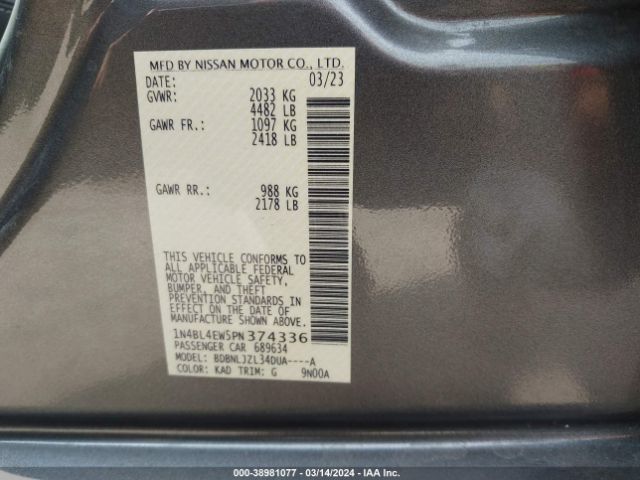 MFD BY NISSAN MOTOR CO., LTD.
DATE: 03/23
GVWR: 2033 KG
4482 LB
GAWR FR.: 1097 KG
2418 LB
GAWR RR.: 988 KG
2178 LB
THIS VEHICLE CONFORMS TO
ALL APPLICABLE FEDERAL
MOTOR VEHICLE SAFETY,
BUMPER, AND THEFT
PREVENTION STANDARDS IN
EFFECT ON THE DATE OF
MANUFACTURE SHOWN ABOVE.
1N4BL4EW5PN374336
PASSENGER CAR 689634
MODEL: BDBNLJZL34DUA----A
COLOR: KAD TRIM: G 9N00A
000-38981077 | 03/14/2024 | IAA Inc.